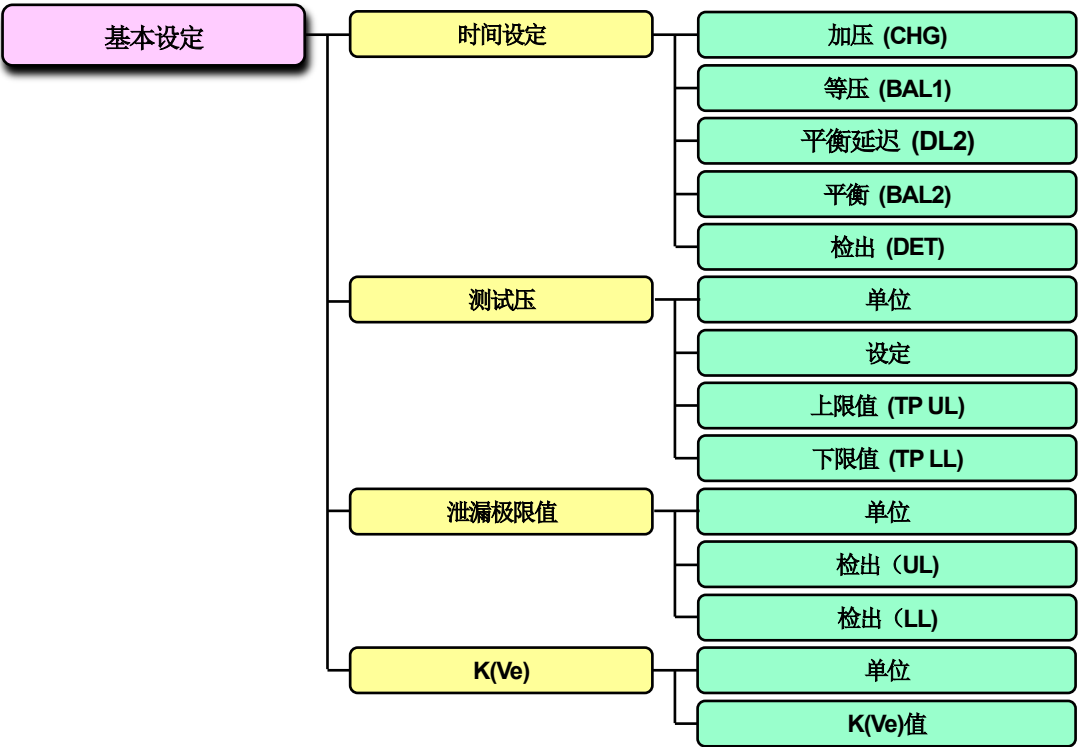 基本设定
时间设定
加压 (CHG)
等压 (BAL1)
平衡延迟 (DL2)
平衡 (BAL2)
检出 (DET)
测试压
单位
设定
上限值 (TP UL)
下限值 (TP LL)
泄漏极限值
单位
检出（UL)
检出（LL)
K(Ve)
单位
K(Ve)值